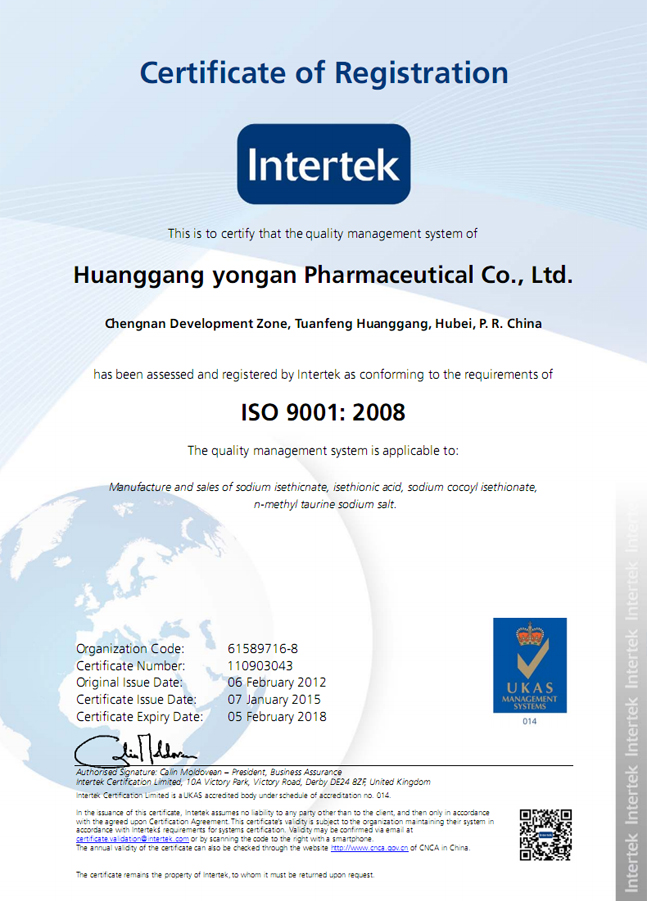 Certificate of Registration
Intertek
This is to certify that the quality management system of
Huanggang yongan Pharmaceutical Co., Ltd.
Chengnan Development Zone, Tuanfeng Huanggang, Hubei, P. R. China
has been assessed and registered by Intertek as conforming to the requirements of
ISO 9001: 2008
The quality management system is applicable to:
Manufacture and sales of sodium isethicnate, isethionic acid, sodium cocoyl isethionate,
n-methyl taurine sodium salt.
Organization Code: 61589716-8
Certificate Number: 110903043
Original Issue Date: 06 February 2012
Certificate Issue Date: 07 January 2015
Certificate Expiry Date: 05 February 2018
UKAS
MANAGEMENT
SYSTEMS
014
Calin Moldovean
Authorised Signature: Calin Moldovean – President, Business Assurance
Intertek Certification Limited, 10A Victory Park, Victory Road, Derby DE24 8ZF, United Kingdom
Intertek Certification Limited is a UKAS accredited body under schedule of accreditation no. 014.
In the issuance of this certificate, Intertek assumes no liability to any party other than to the client, and then only in accordance
with the agreed upon Certification Agreement. This certificate's validity is subject to the organization maintaining their system in
accordance with Intertek's requirements for systems certification. Validity may be confirmed via email at
certificate.validation@intertek.com or by scanning the code to the right with a smartphone.
The annual validity of the certificate can also be checked through the website http://www.cnca.gov.cn of CNCA in China.
The certificate remains the property of Intertek, to whom it must be returned upon request.
Intertek Intertek Intertek Intertek Intertek